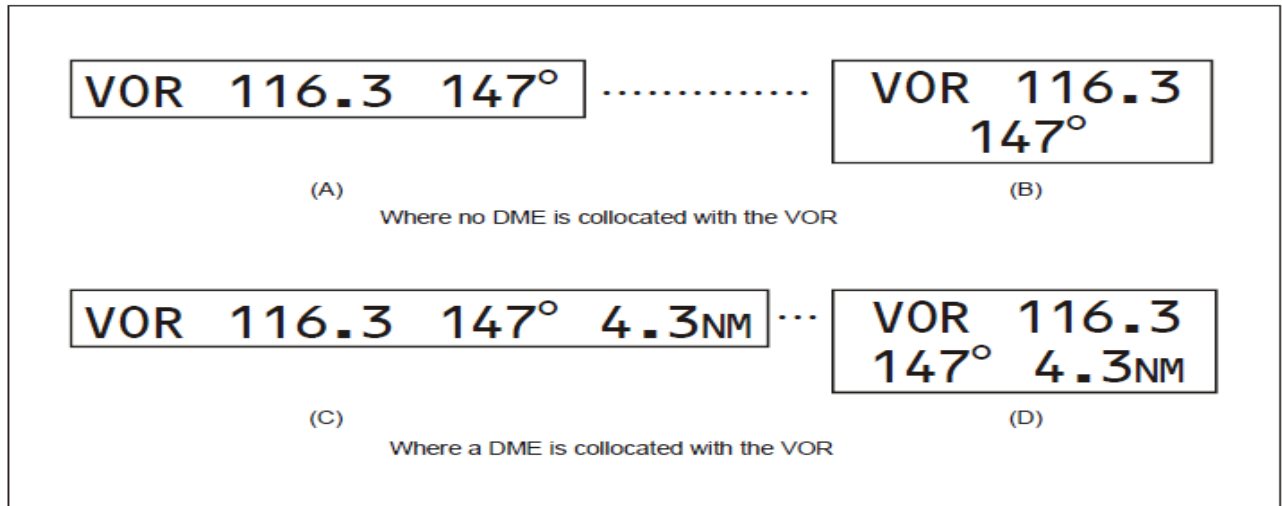 VOR 116.3 147° .............. VOR 116.3
147°
(A) (B)
Where no DME is collocated with the VOR
VOR 116.3 147° 4.3NM ... VOR 116.3
147° 4.3NM
(C) (D)
Where a DME is collocated with the VOR